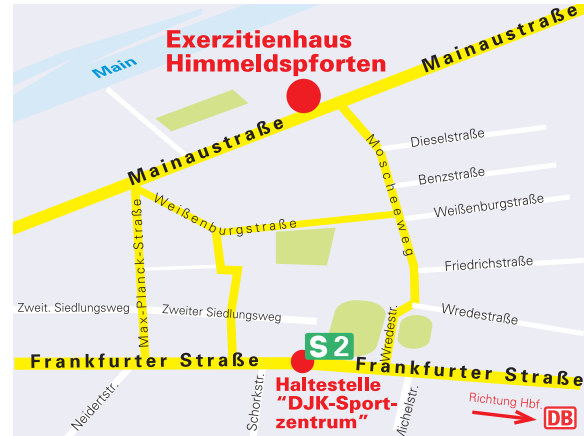 Exerzitienhaus
Himmeldspforten
Mainaustraße
Main
Mainaustraße
Moscheeweg
Dieselstraße
Benzstraße
Weißenburgstraße
Weißenburgstraße
Max-Planck-Straße
Friedrichstraße
Zweit. Siedlungsweg
Zweiter Siedlungsweg
Wredestr.
Wredestraße
S 2
Frankfurter Straße
Frankfurter Straße
Haltestelle
"DJK-Sport-
zentrum"
Neidertstr.
Schorkstr.
Michelstr.
Richtung Hbf.
DB